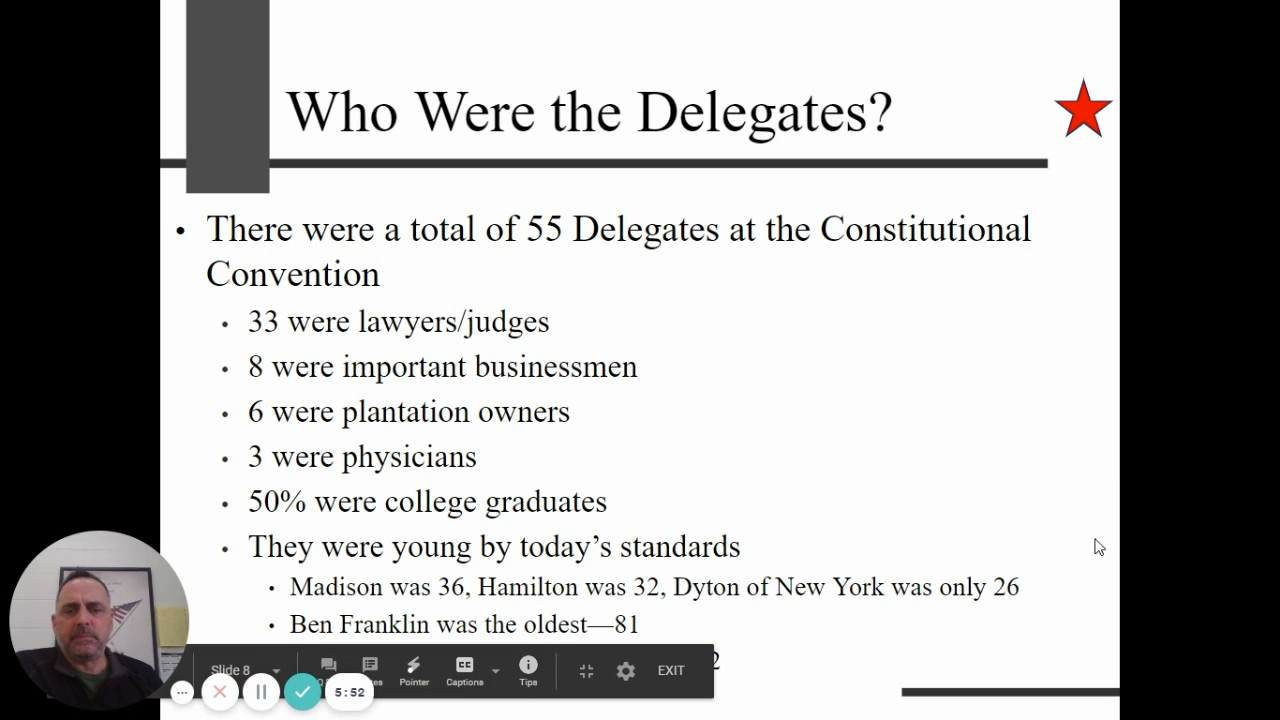 Who Were the Delegates?
• There were a total of 55 Delegates at the Constitutional
Convention
• 33 were lawyers/judges
• 8 were important businessmen
• 6 were plantation owners
• 3 were physicians
• 50% were college graduates
• They were young by today’s standards
• Madison was 36, Hamilton was 32, Dyton of New York was only 26
• Ben Franklin was the oldest—81
2
Slide 8
Pointer
Captions
Tips
EXIT
5:52